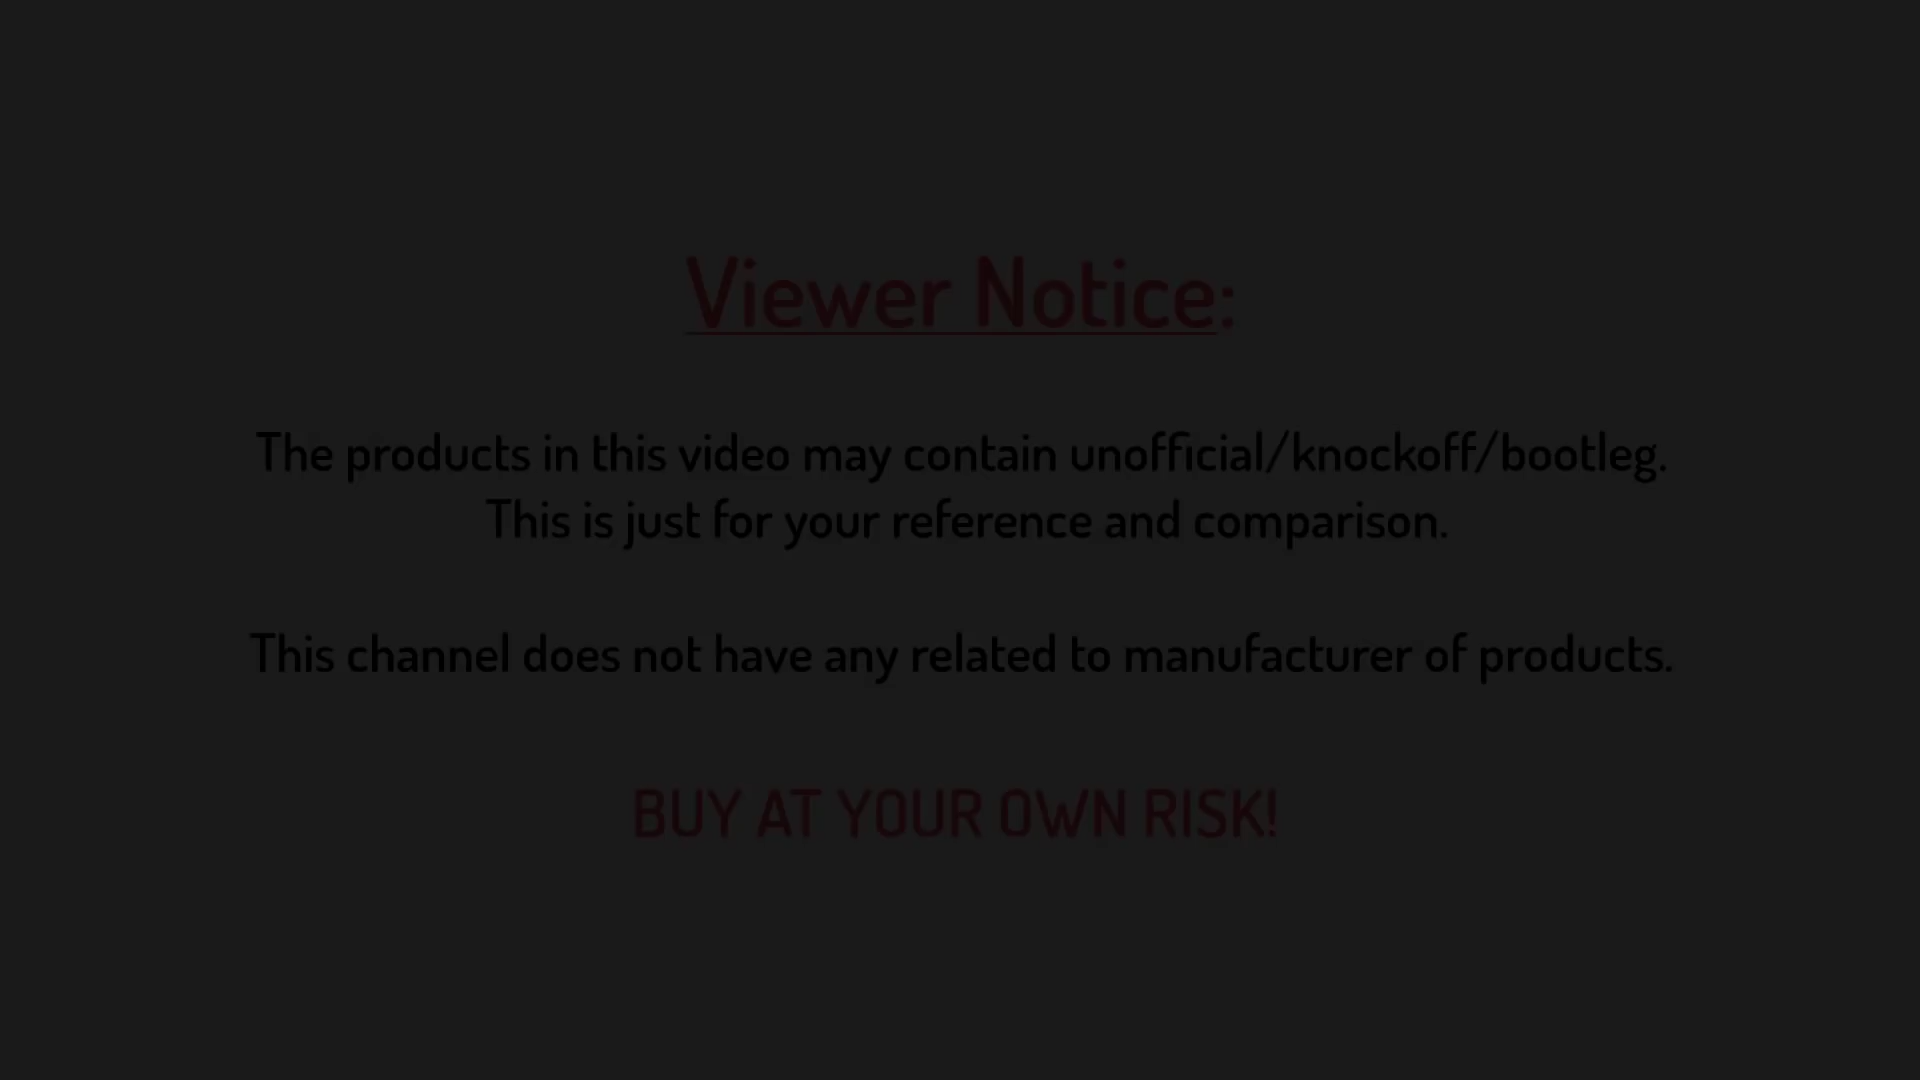 Viewer Notice:
The products in this video may contain unofficial/knockoff/bootleg.
This is just for your reference and comparison.
This channel does not have any related to manufacturer of products.
BUY AT YOUR OWN RISK!